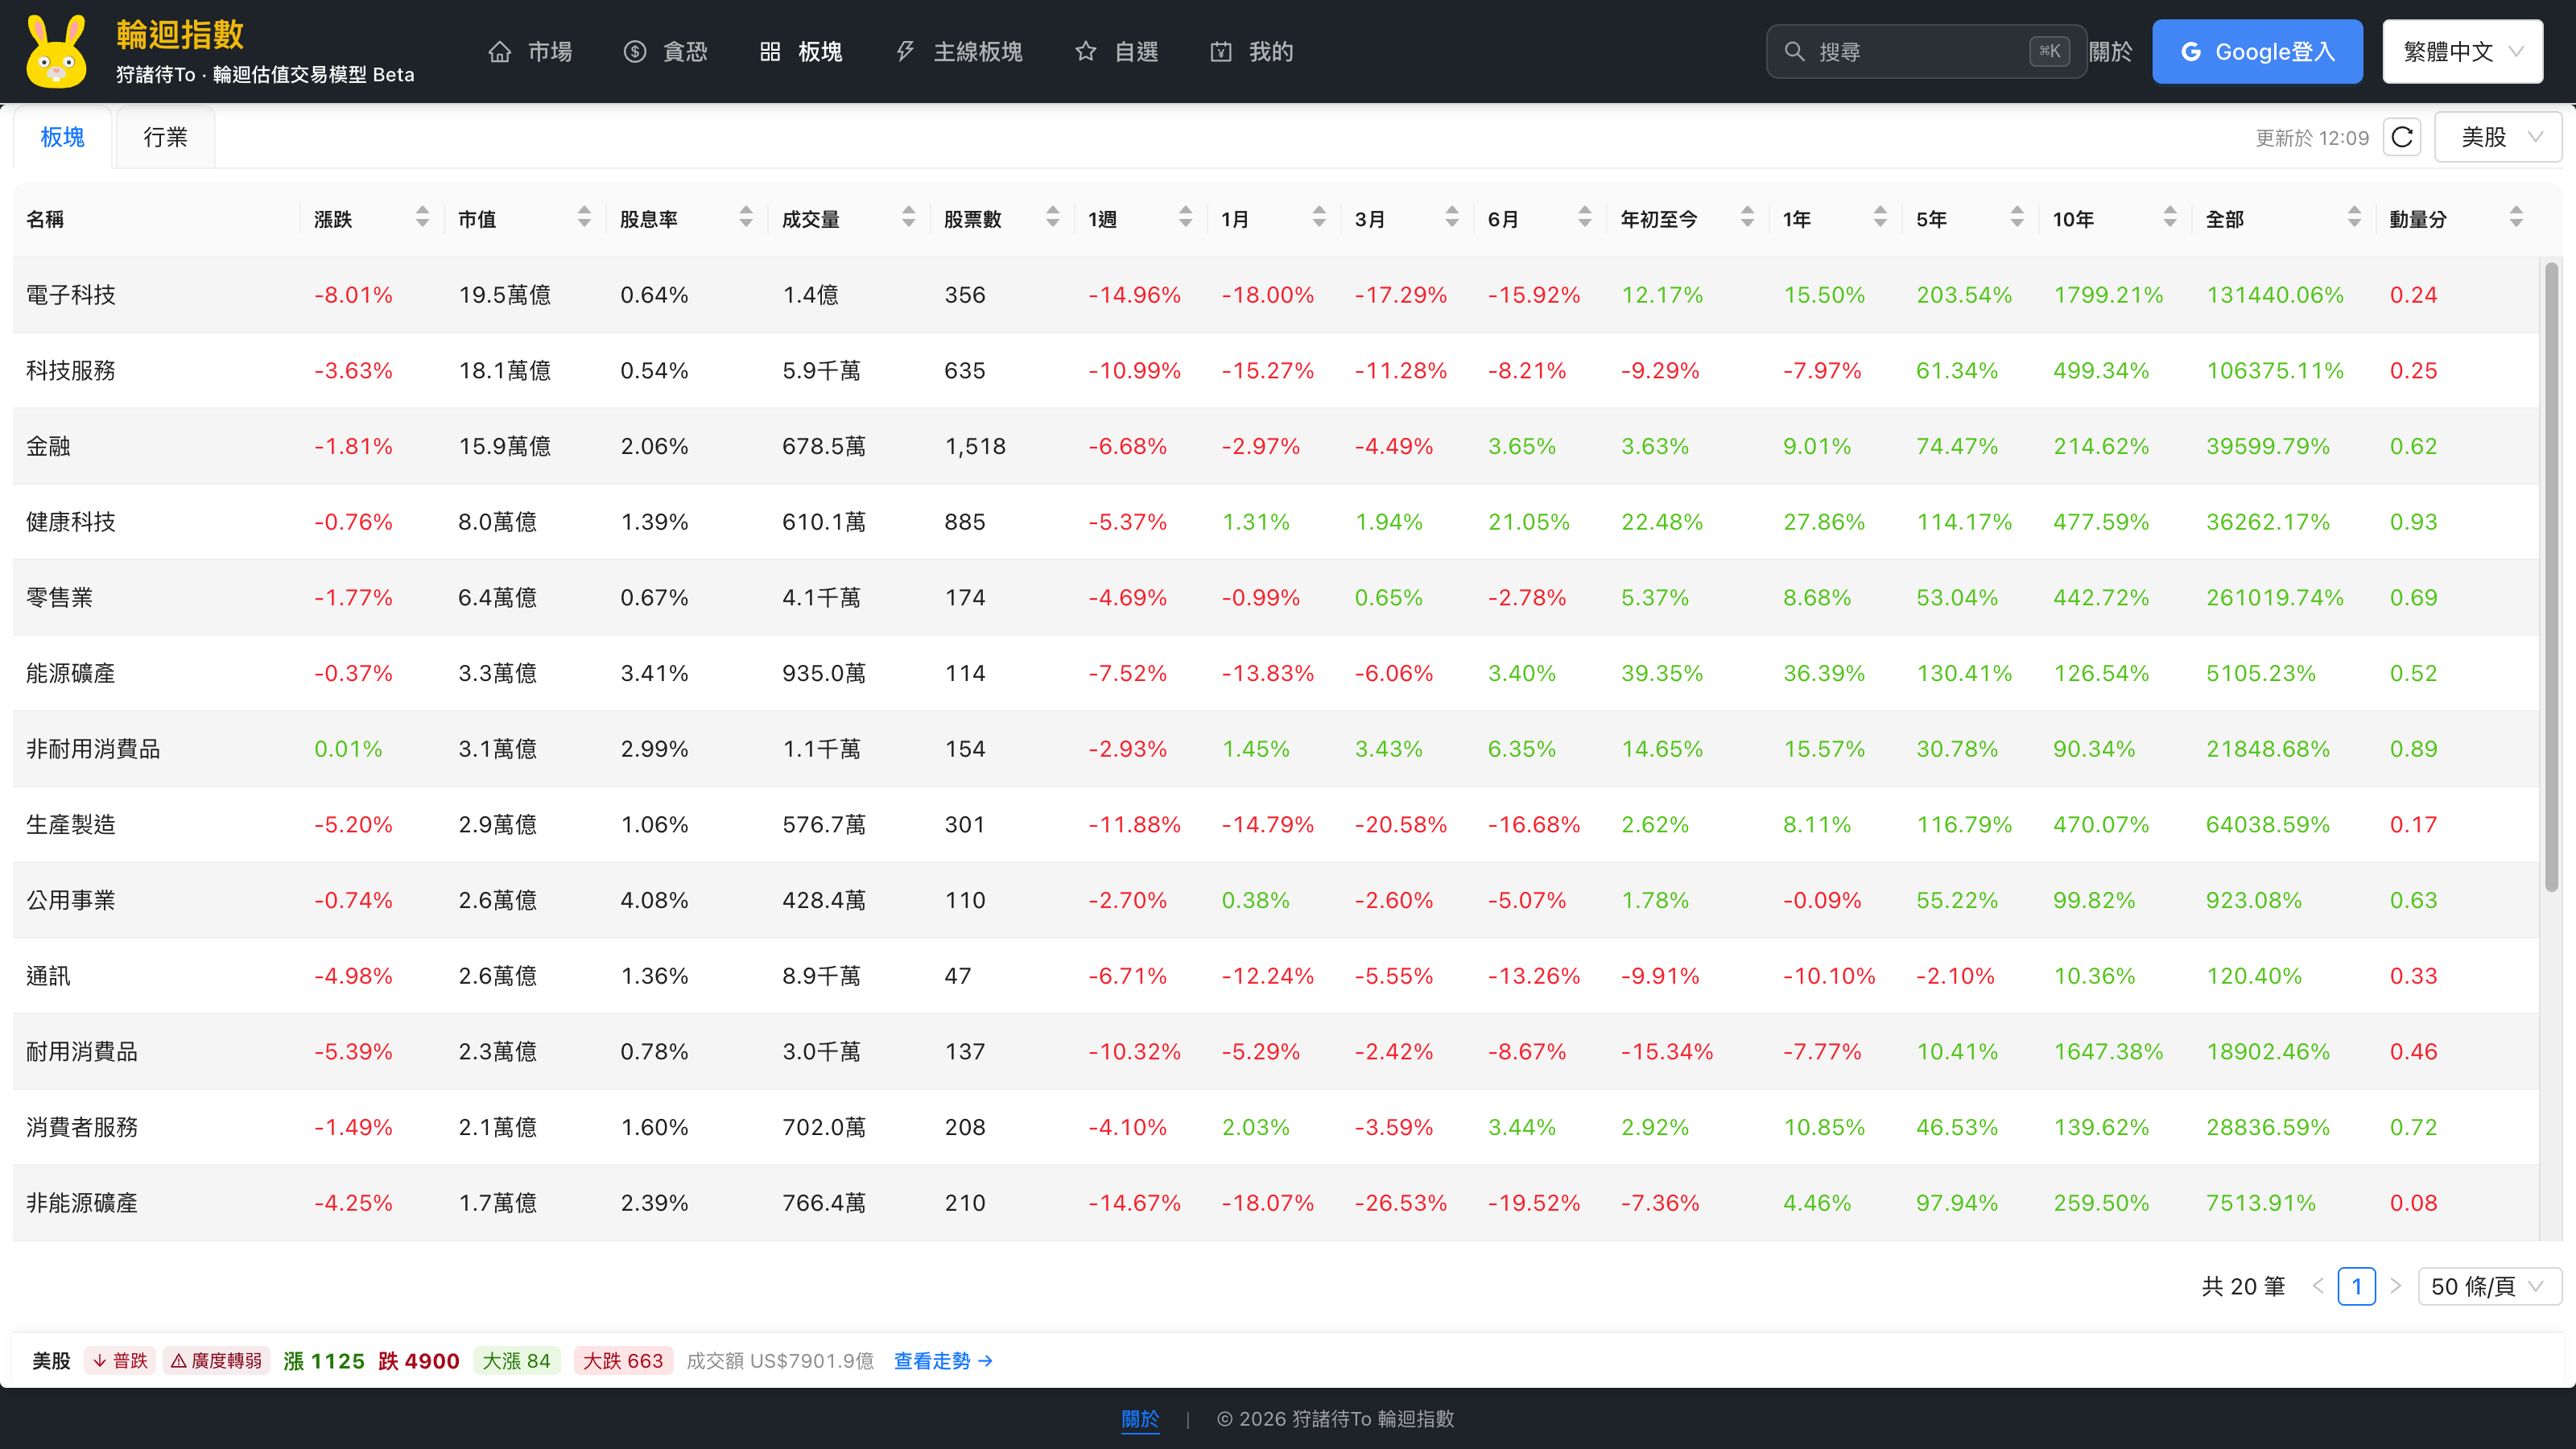 輪迴指數
狩諸待To · 輪迴估值交易模型 Beta
市場 貪恐 板塊 主線板塊 自選 我的 搜尋 ⌘K 關於 Google登入 繁體中文
板塊 行業 更新於 12:09 美股
名稱 漲跌 市值 股息率 成交量 股票數 1週 1月 3月 6月 年初至今 1年 5年 10年 全部 動量分
電子科技 -8.01% 19.5萬億 0.64% 1.4億 356 -14.96% -18.00% -17.29% -15.92% 12.17% 15.50% 203.54% 1799.21% 131440.06% 0.24
科技服務 -3.63% 18.1萬億 0.54% 5.9千萬 635 -10.99% -15.27% -11.28% -8.21% -9.29% -7.97% 61.34% 499.34% 106375.11% 0.25
金融 -1.81% 15.9萬億 2.06% 678.5萬 1,518 -6.68% -2.97% -4.49% 3.65% 3.63% 9.01% 74.47% 214.62% 39599.79% 0.62
健康科技 -0.76% 8.0萬億 1.39% 610.1萬 885 -5.37% 1.31% 1.94% 21.05% 22.48% 27.86% 114.17% 477.59% 36262.17% 0.93
零售業 -1.77% 6.4萬億 0.67% 4.1千萬 174 -4.69% -0.99% 0.65% -2.78% 5.37% 8.68% 53.04% 442.72% 261019.74% 0.69
能源礦產 -0.37% 3.3萬億 3.41% 935.0萬 114 -7.52% -13.83% -6.06% 3.40% 39.35% 36.39% 130.41% 126.54% 5105.23% 0.52
非耐用消費品 0.01% 3.1萬億 2.99% 1.1千萬 154 -2.93% 1.45% 3.43% 6.35% 14.65% 15.57% 30.78% 90.34% 21848.68% 0.89
生產製造 -5.20% 2.9萬億 1.06% 576.7萬 301 -11.88% -14.79% -20.58% -16.68% 2.62% 8.11% 116.79% 470.07% 64038.59% 0.17
公用事業 -0.74% 2.6萬億 4.08% 428.4萬 110 -2.70% 0.38% -2.60% -5.07% 1.78% -0.09% 55.22% 99.82% 923.08% 0.63
通訊 -4.98% 2.6萬億 1.36% 8.9千萬 47 -6.71% -12.24% -5.55% -13.26% -9.91% -10.10% -2.10% 10.36% 120.40% 0.33
耐用消費品 -5.39% 2.3萬億 0.78% 3.0千萬 137 -10.32% -5.29% -2.42% -8.67% -15.34% -7.77% 10.41% 1647.38% 18902.46% 0.46
消費者服務 -1.49% 2.1萬億 1.60% 702.0萬 208 -4.10% 2.03% -3.59% 3.44% 2.92% 10.85% 46.53% 139.62% 28836.59% 0.72
非能源礦產 -4.25% 1.7萬億 2.39% 766.4萬 210 -14.67% -18.07% -26.53% -19.52% -7.36% 4.46% 97.94% 259.50% 7513.91% 0.08
共 20 筆 1 50 條/頁
美股 ↓ 普跌 ⚠ 廣度轉弱 漲 1125 跌 4900 大漲 84 大跌 663 成交額 US$7901.9億 查看走勢 →
關於 | © 2026 狩諸待To 輪迴指數